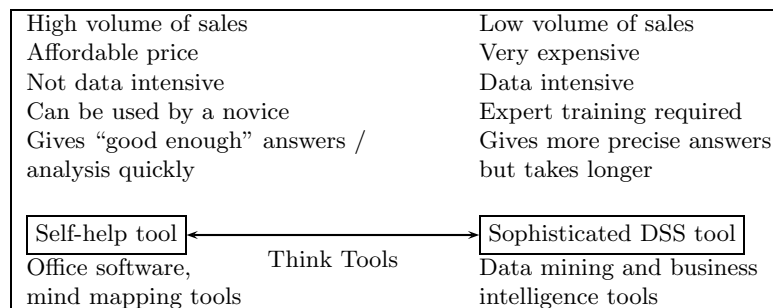 High volume of sales
Affordable price
Not data intensive
Can be used by a novice
Gives “good enough” answers /
analysis quickly
Low volume of sales
Very expensive
Data intensive
Expert training required
Gives more precise answers
but takes longer
Self-help tool
Think Tools
Sophisticated DSS tool
Office software,
mind mapping tools
Data mining and business
intelligence tools